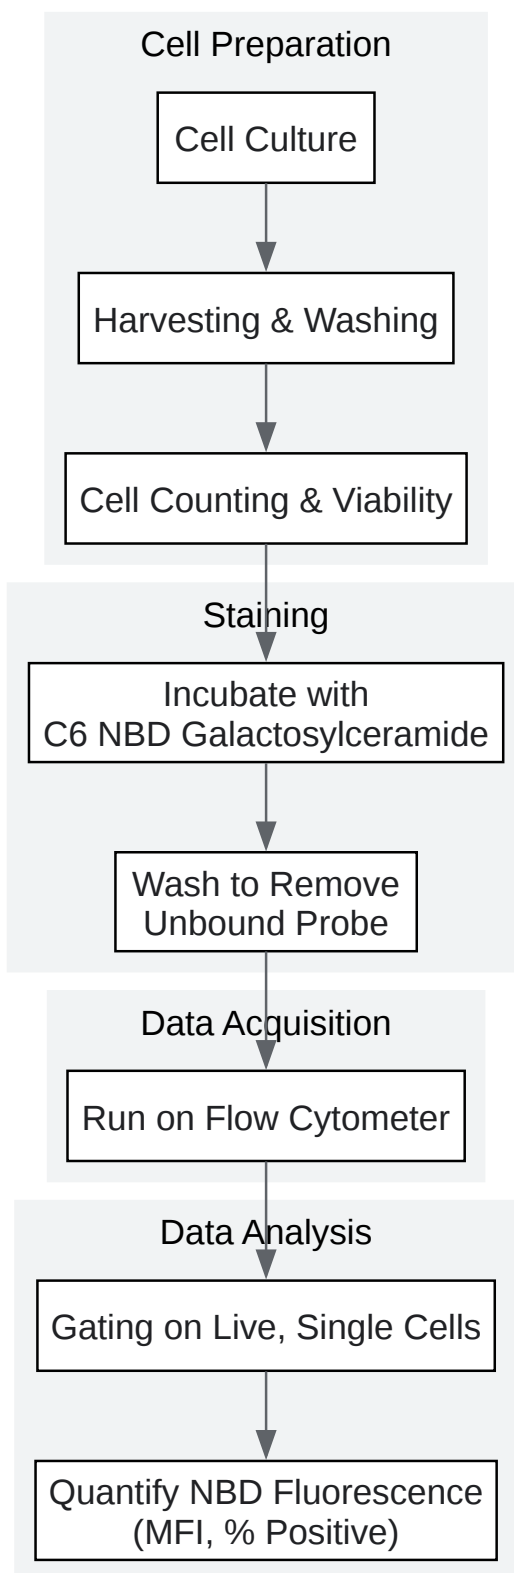 Cell Preparation
Cell Culture
Harvesting & Washing
Cell Counting & Viability
Staining
Incubate with
C6 NBD Galactosylceramide
Wash to Remove
Unbound Probe
Data Acquisition
Run on Flow Cytometer
Data Analysis
Gating on Live, Single Cells
Quantify NBD Fluorescence
(MFI, % Positive)